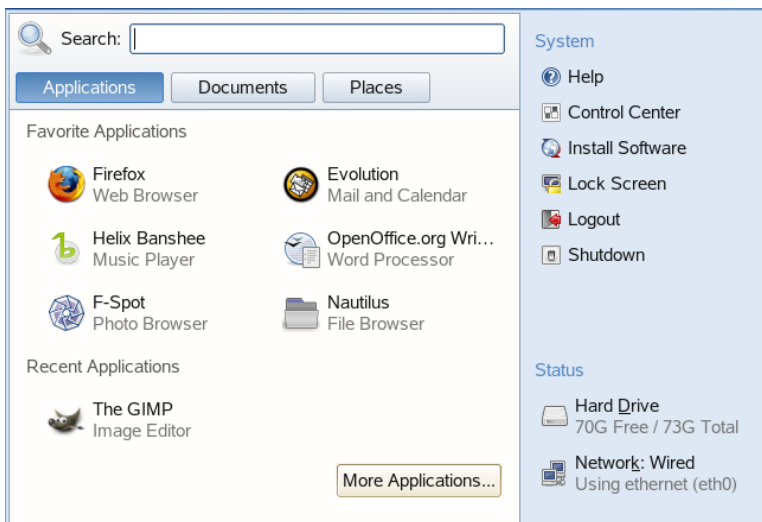 Search:
Applications
Documents
Places
Favorite Applications
Firefox
Web Browser
Evolution
Mail and Calendar
Helix Banshee
Music Player
OpenOffice.org Wri...
Word Processor
F-Spot
Photo Browser
Nautilus
File Browser
Recent Applications
The GIMP
Image Editor
More Applications...
System
Help
Control Center
Install Software
Lock Screen
Logout
Shutdown
Status
Hard Drive
70G Free / 73G Total
Network: Wired
Using ethernet (eth0)